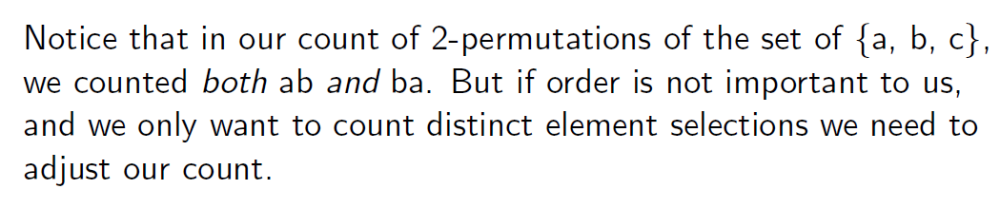 Notice that in our count of 2-permutations of the set of {a, b, c},
we counted both ab and ba. But if order is not important to us,
and we only want to count distinct element selections we need to
adjust our count.